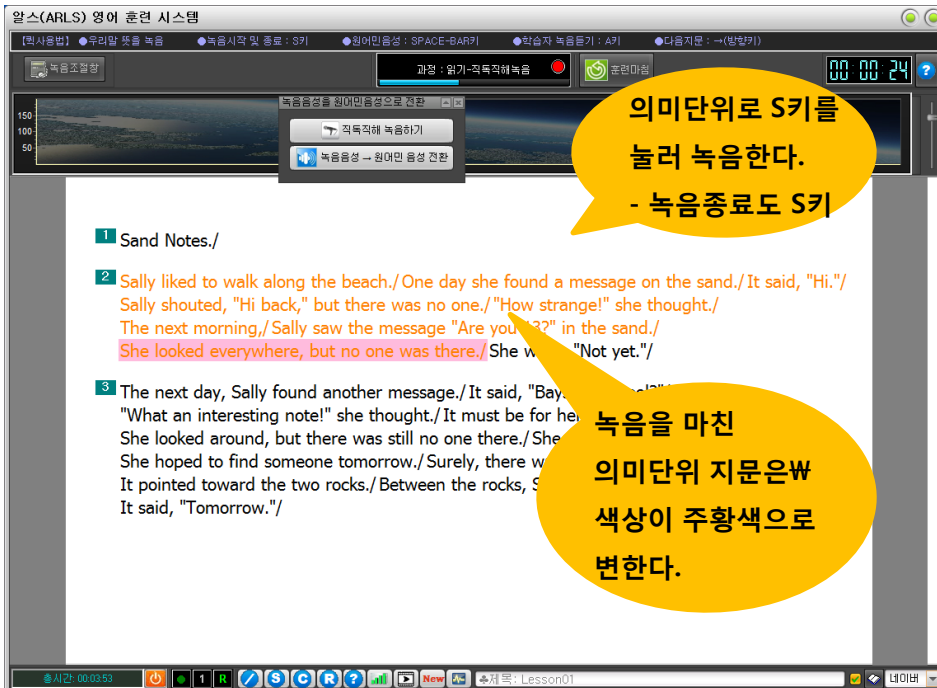 알스(ARLS) 영어 훈련 시스템
[퀵사용법] ●우리말 뜻을 녹음 ●녹음시작 및 종료 : S키 ●원어민음성 : SPACE-BAR키 ●학습자 녹음듣기 : A키 ●다음지문 : →(방향키)
녹음조절창
과정 : 읽기-직독직해녹음
훈련마침
00:00:24
녹음음성을 원어민음성으로 전환
150
100
50
직독직해 녹음하기
녹음음성 → 원어민 음성 전환
의미단위로 S키를
눌러 녹음한다.
- 녹음종료도 S키
1 Sand Notes./
2 Sally liked to walk along the beach./ One day she found a message on the sand./ It said, "Hi."/
Sally shouted, "Hi back," but there was no one./ "How strange!" she thought./
The next morning,/ Sally saw the message "Are you 13?" in the sand./
She looked everywhere, but no one was there./ She "Not yet."/
3 The next day, Sally found another message./ It said,
"What an interesting note!" she thought./ It must be for
She looked around, but there was still no one there./
She hoped to find someone tomorrow./ Surely, there
It pointed toward the two rocks./ Between the rocks,
It said, "Tomorrow."/
녹음을 마친
의미단위 지문은₩
색상이 주황색으로
변한다.
총시간: 00:03:53
1 R
S C R ?
New
♣제목: Lesson01
네이버